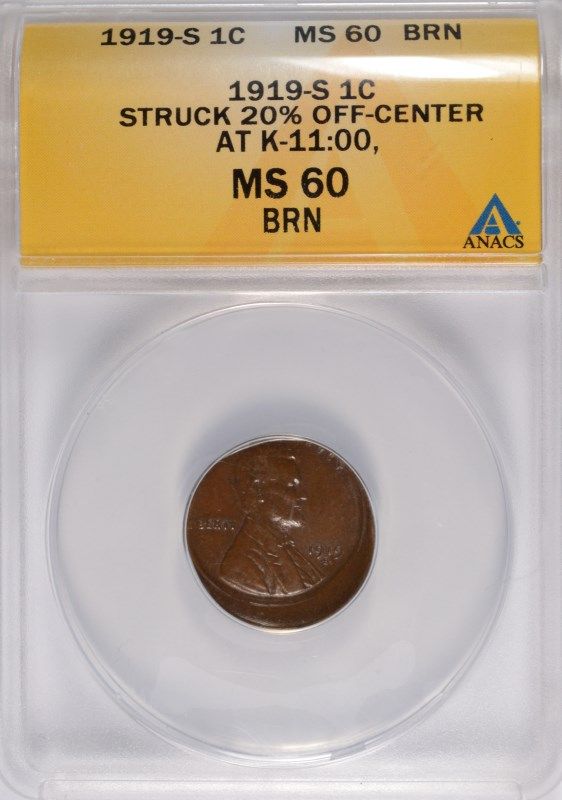 1919-S 1C MS 60 BRN
1919-S 1C
STRUCK 20% OFF-CENTER
AT K-11:00,
MS 60
BRN
ANACS
LIBERTY
1919
S